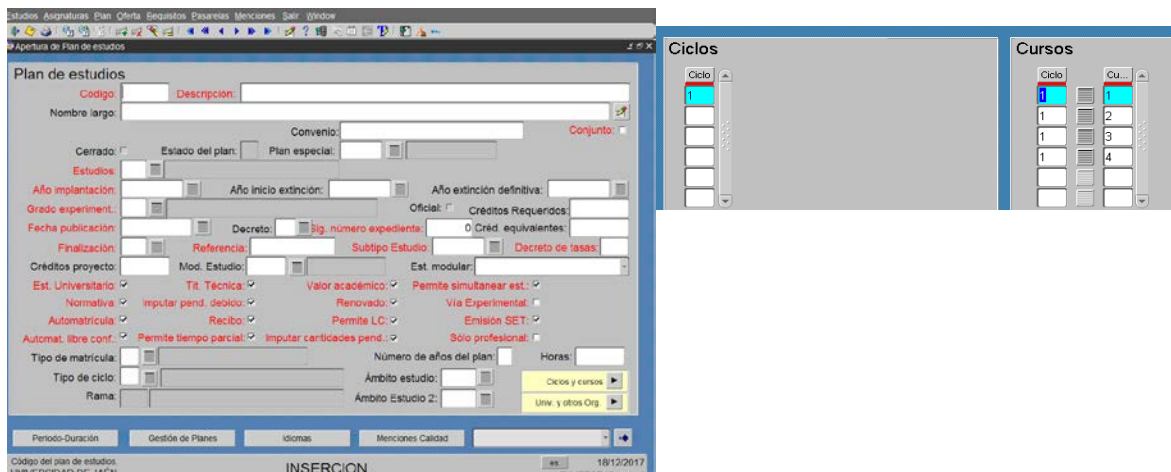 Estudios Asignaturas Plan Oferta Requisitos Pasarelas Menciones Salir Window
Apertura de Plan de estudios
Plan de estudios
Código: Descripción:
Nombre largo:
Convenio: Conjunto:
Cerrado: Estado del plan: Plan especial:
Estudios:
Año implantación: Año inicio extinción: Año extinción definitiva:
Grado experiment.: Oficial: Créditos Requeridos:
Fecha publicación: Decreto: Sig. número expediente: 0 Créd. equivalentes:
Finalización: Referencia: Subtipo Estudio: Decreto de tasas:
Créditos proyecto: Mod. Estudio: Est. modular:
Est. Universitario: Tit. Técnica: Valor académico: Permite simultanear est.:
Normativa: Imputar pend. debido: Renovado: Vía Experimental:
Automatrícula: Recibo: Permite LC: Emisión SET:
Automat. libre conf.: Permite tiempo parcial: Imputar cantidades pend.: Sólo profesional:
Tipo de matrícula: Número de años del plan: Horas:
Tipo de ciclo: Ámbito estudio: Ciclos y cursos
Rama: Ámbito Estudio 2: Univ. y otros Org.
Periodo-Duración Gestión de Planes Idiomas Menciones Calidad
Código del plan de estudios. es. 18/12/2017
UNIVERSIDAD DE JAÉN INSERCION
Ciclos
Ciclo
1
Cursos
Ciclo Cu...
1 1
1 2
1 3
1 4